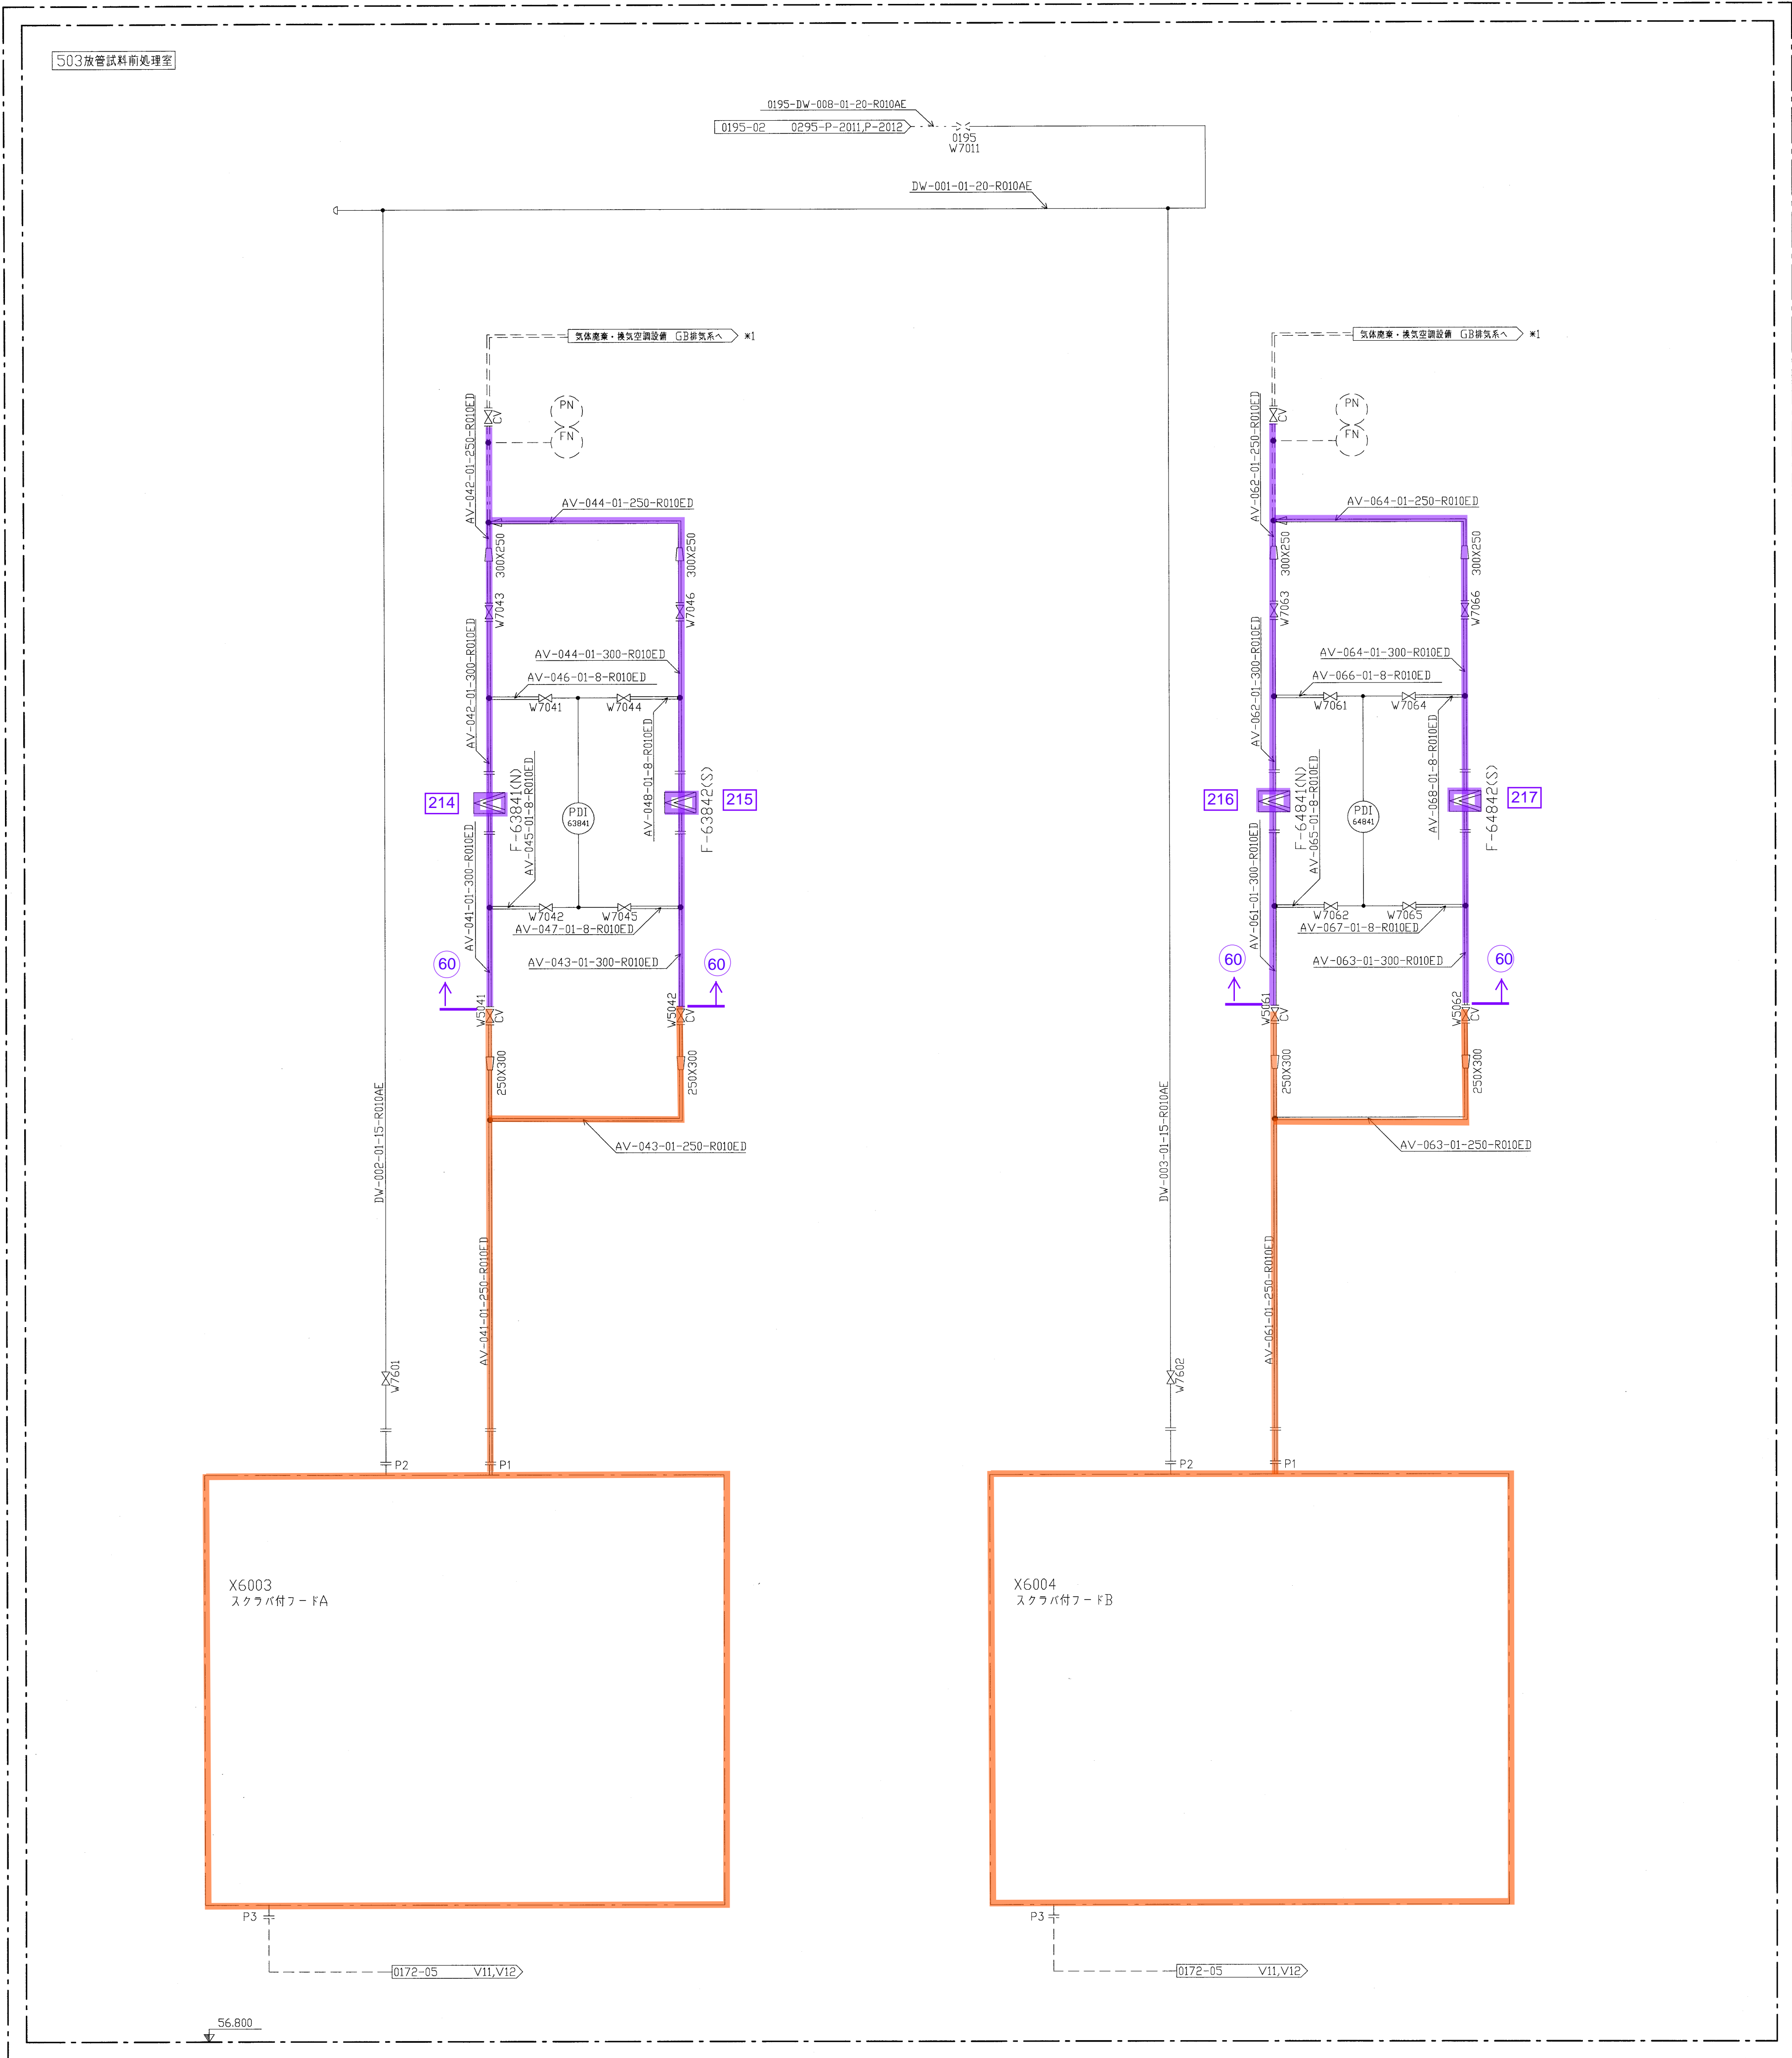 503放管試料前処理室
0195-DW-008-01-20-R010AE
0195-02 0295-P-2011,P-2012
0195
W7011
DW-001-01-20-R010AE
気体廃棄・換気空調設備 GB排気系へ *1
CV
PN
FN
AV-042-01-250-R010ED
AV-044-01-250-R010ED
300X250
300X250
W7043
W7046
AV-042-01-300-R010ED
AV-044-01-300-R010ED
AV-046-01-8-R010ED
W7041
W7044
AV-048-01-8-R010ED
214
F-63841(N)
AV-045-01-8-R010ED
PDI
63841
F-63842(S)
215
AV-041-01-300-R010ED
W7042
W7045
AV-047-01-8-R010ED
AV-043-01-300-R010ED
60
60
W5041
CV
W5042
CV
250X300
250X300
AV-043-01-250-R010ED
DW-002-01-15-R010AE
AV-041-01-250-R010ED
W7601
P2
P1
X6003
スクラバ付フードA
P3
0172-05 V11,V12
気体廃棄・換気空調設備 GB排気系へ *1
CV
PN
FN
AV-062-01-250-R010ED
AV-064-01-250-R010ED
300X250
300X250
W7063
W7066
AV-062-01-300-R010ED
AV-064-01-300-R010ED
AV-066-01-8-R010ED
W7061
W7064
AV-068-01-8-R010ED
216
F-64841(N)
AV-065-01-8-R010ED
PDI
64841
F-64842(S)
217
AV-061-01-300-R010ED
W7062
W7065
AV-067-01-8-R010ED
AV-063-01-300-R010ED
60
60
W5061
CV
W5062
CV
250X300
250X300
AV-063-01-250-R010ED
DW-003-01-15-R010AE
AV-061-01-250-R010ED
W7602
P2
P1
X6004
スクラバ付フードB
P3
0172-05 V11,V12
56.800